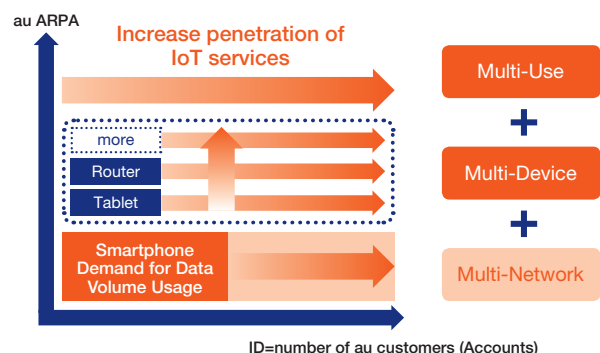 au ARPA
Increase penetration of
IoT services
more
Router
Tablet
Smartphone
Demand for Data
Volume Usage
ID=number of au customers (Accounts)
Multi-Use
+
Multi-Device
+
Multi-Network